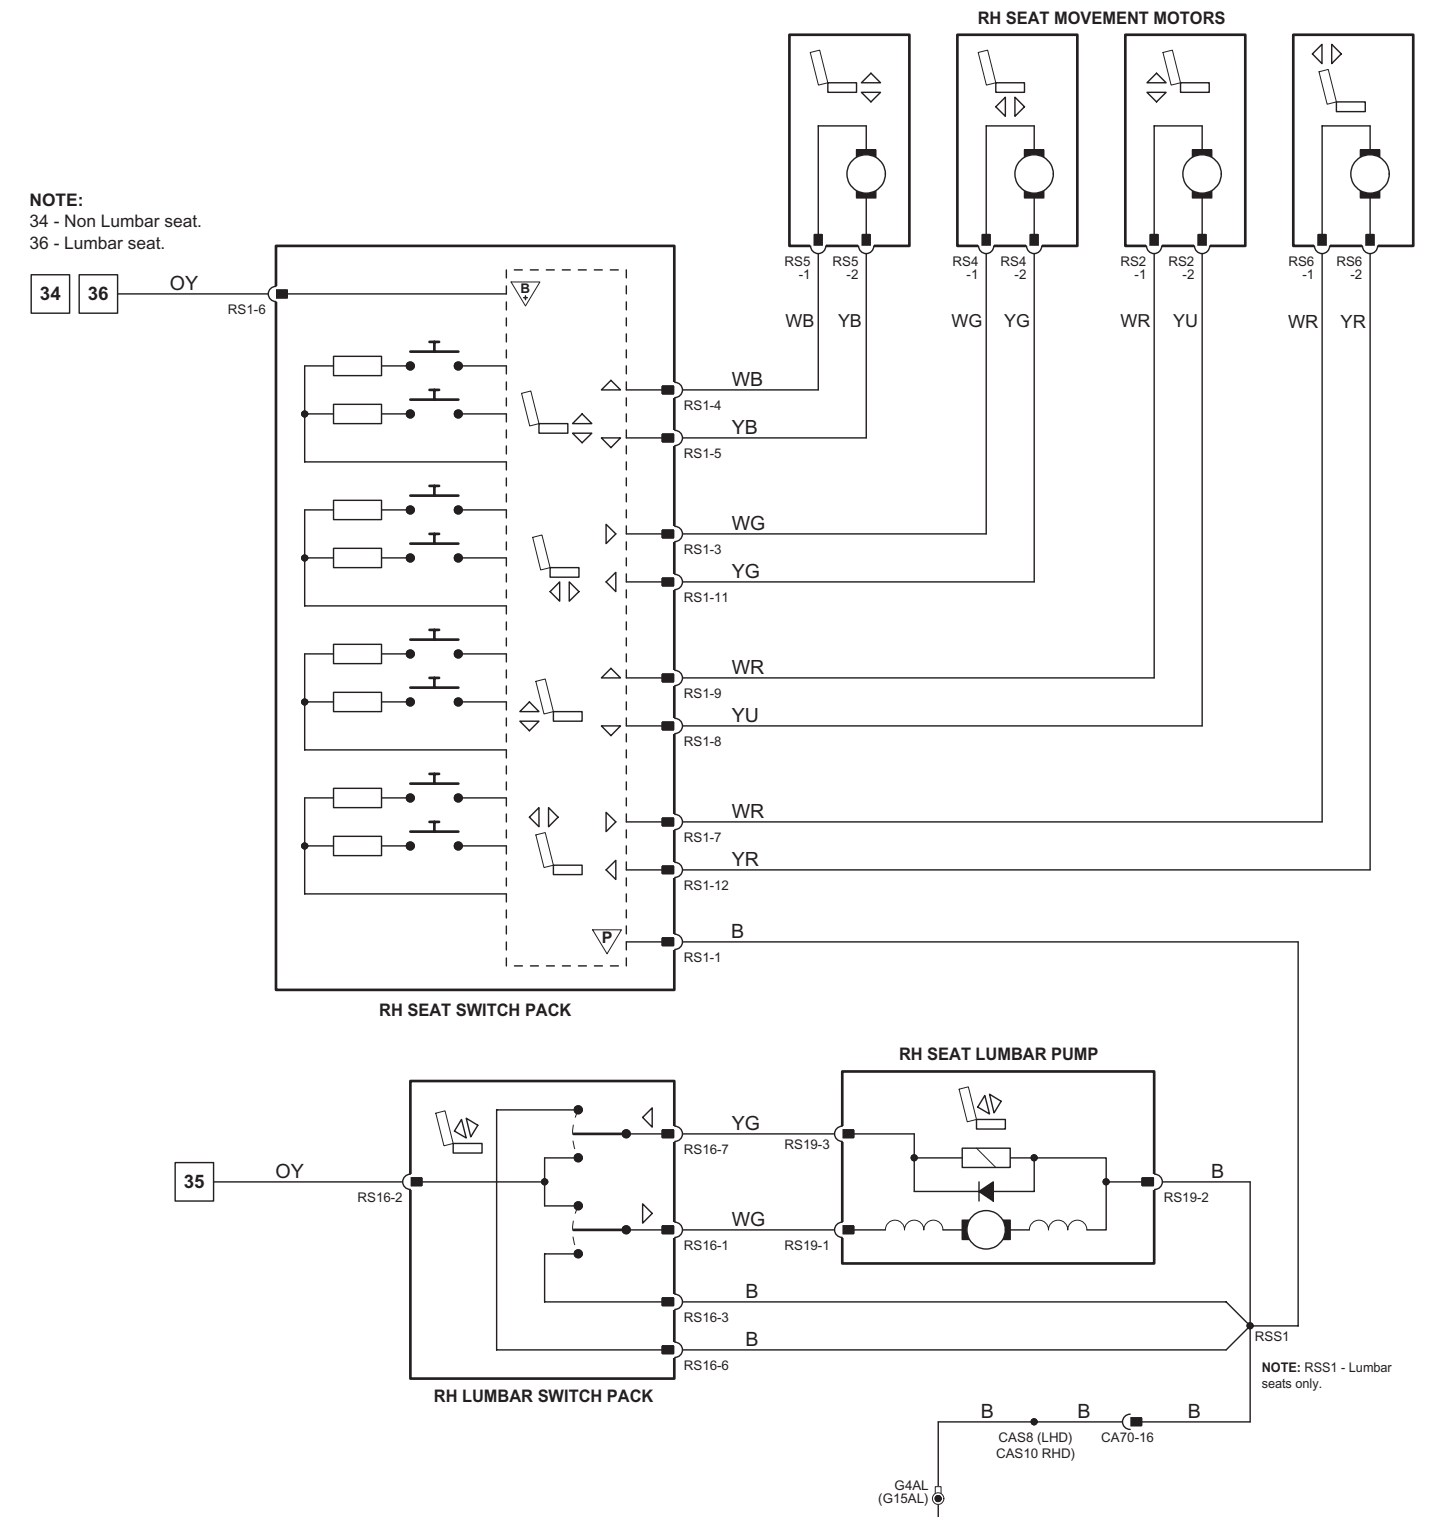 RH SEAT MOVEMENT MOTORS
RS5 -1
RS5 -2
RS4 -1
RS4 -2
RS2 -1
RS2 -2
RS6 -1
RS6 -2
WB YB WG YG WR YU WR YR
NOTE:
34 - Non Lumbar seat.
36 - Lumbar seat.
34 36 OY
RS1-6
B
+
WB
RS1-4
YB
RS1-5
WG
RS1-3
YG
RS1-11
WR
RS1-9
YU
RS1-8
WR
RS1-7
YR
RS1-12
P
B
RS1-1
RH SEAT SWITCH PACK
RH SEAT LUMBAR PUMP
YG
RS16-7
RS19-3
35 OY
RS16-2
B
RS19-2
WG
RS16-1
RS19-1
B
RS16-3
B
RS16-6
RSS1
NOTE: RSS1 - Lumbar
seats only.
RH LUMBAR SWITCH PACK
B B B
CAS8 (LHD)
CAS10 RHD)
CA70-16
G4AL
(G15AL)